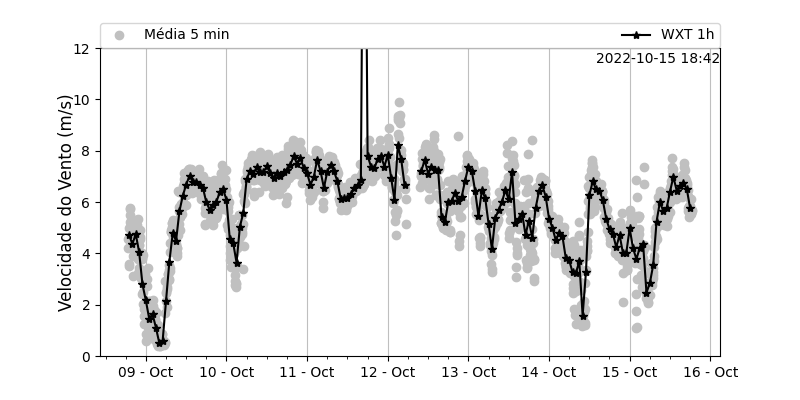 Média 5 min
WXT 1h
2022-10-15 18:42
Velocidade do Vento (m/s)
12
10
8
6
4
2
0
09 - Oct
10 - Oct
11 - Oct
12 - Oct
13 - Oct
14 - Oct
15 - Oct
16 - Oct